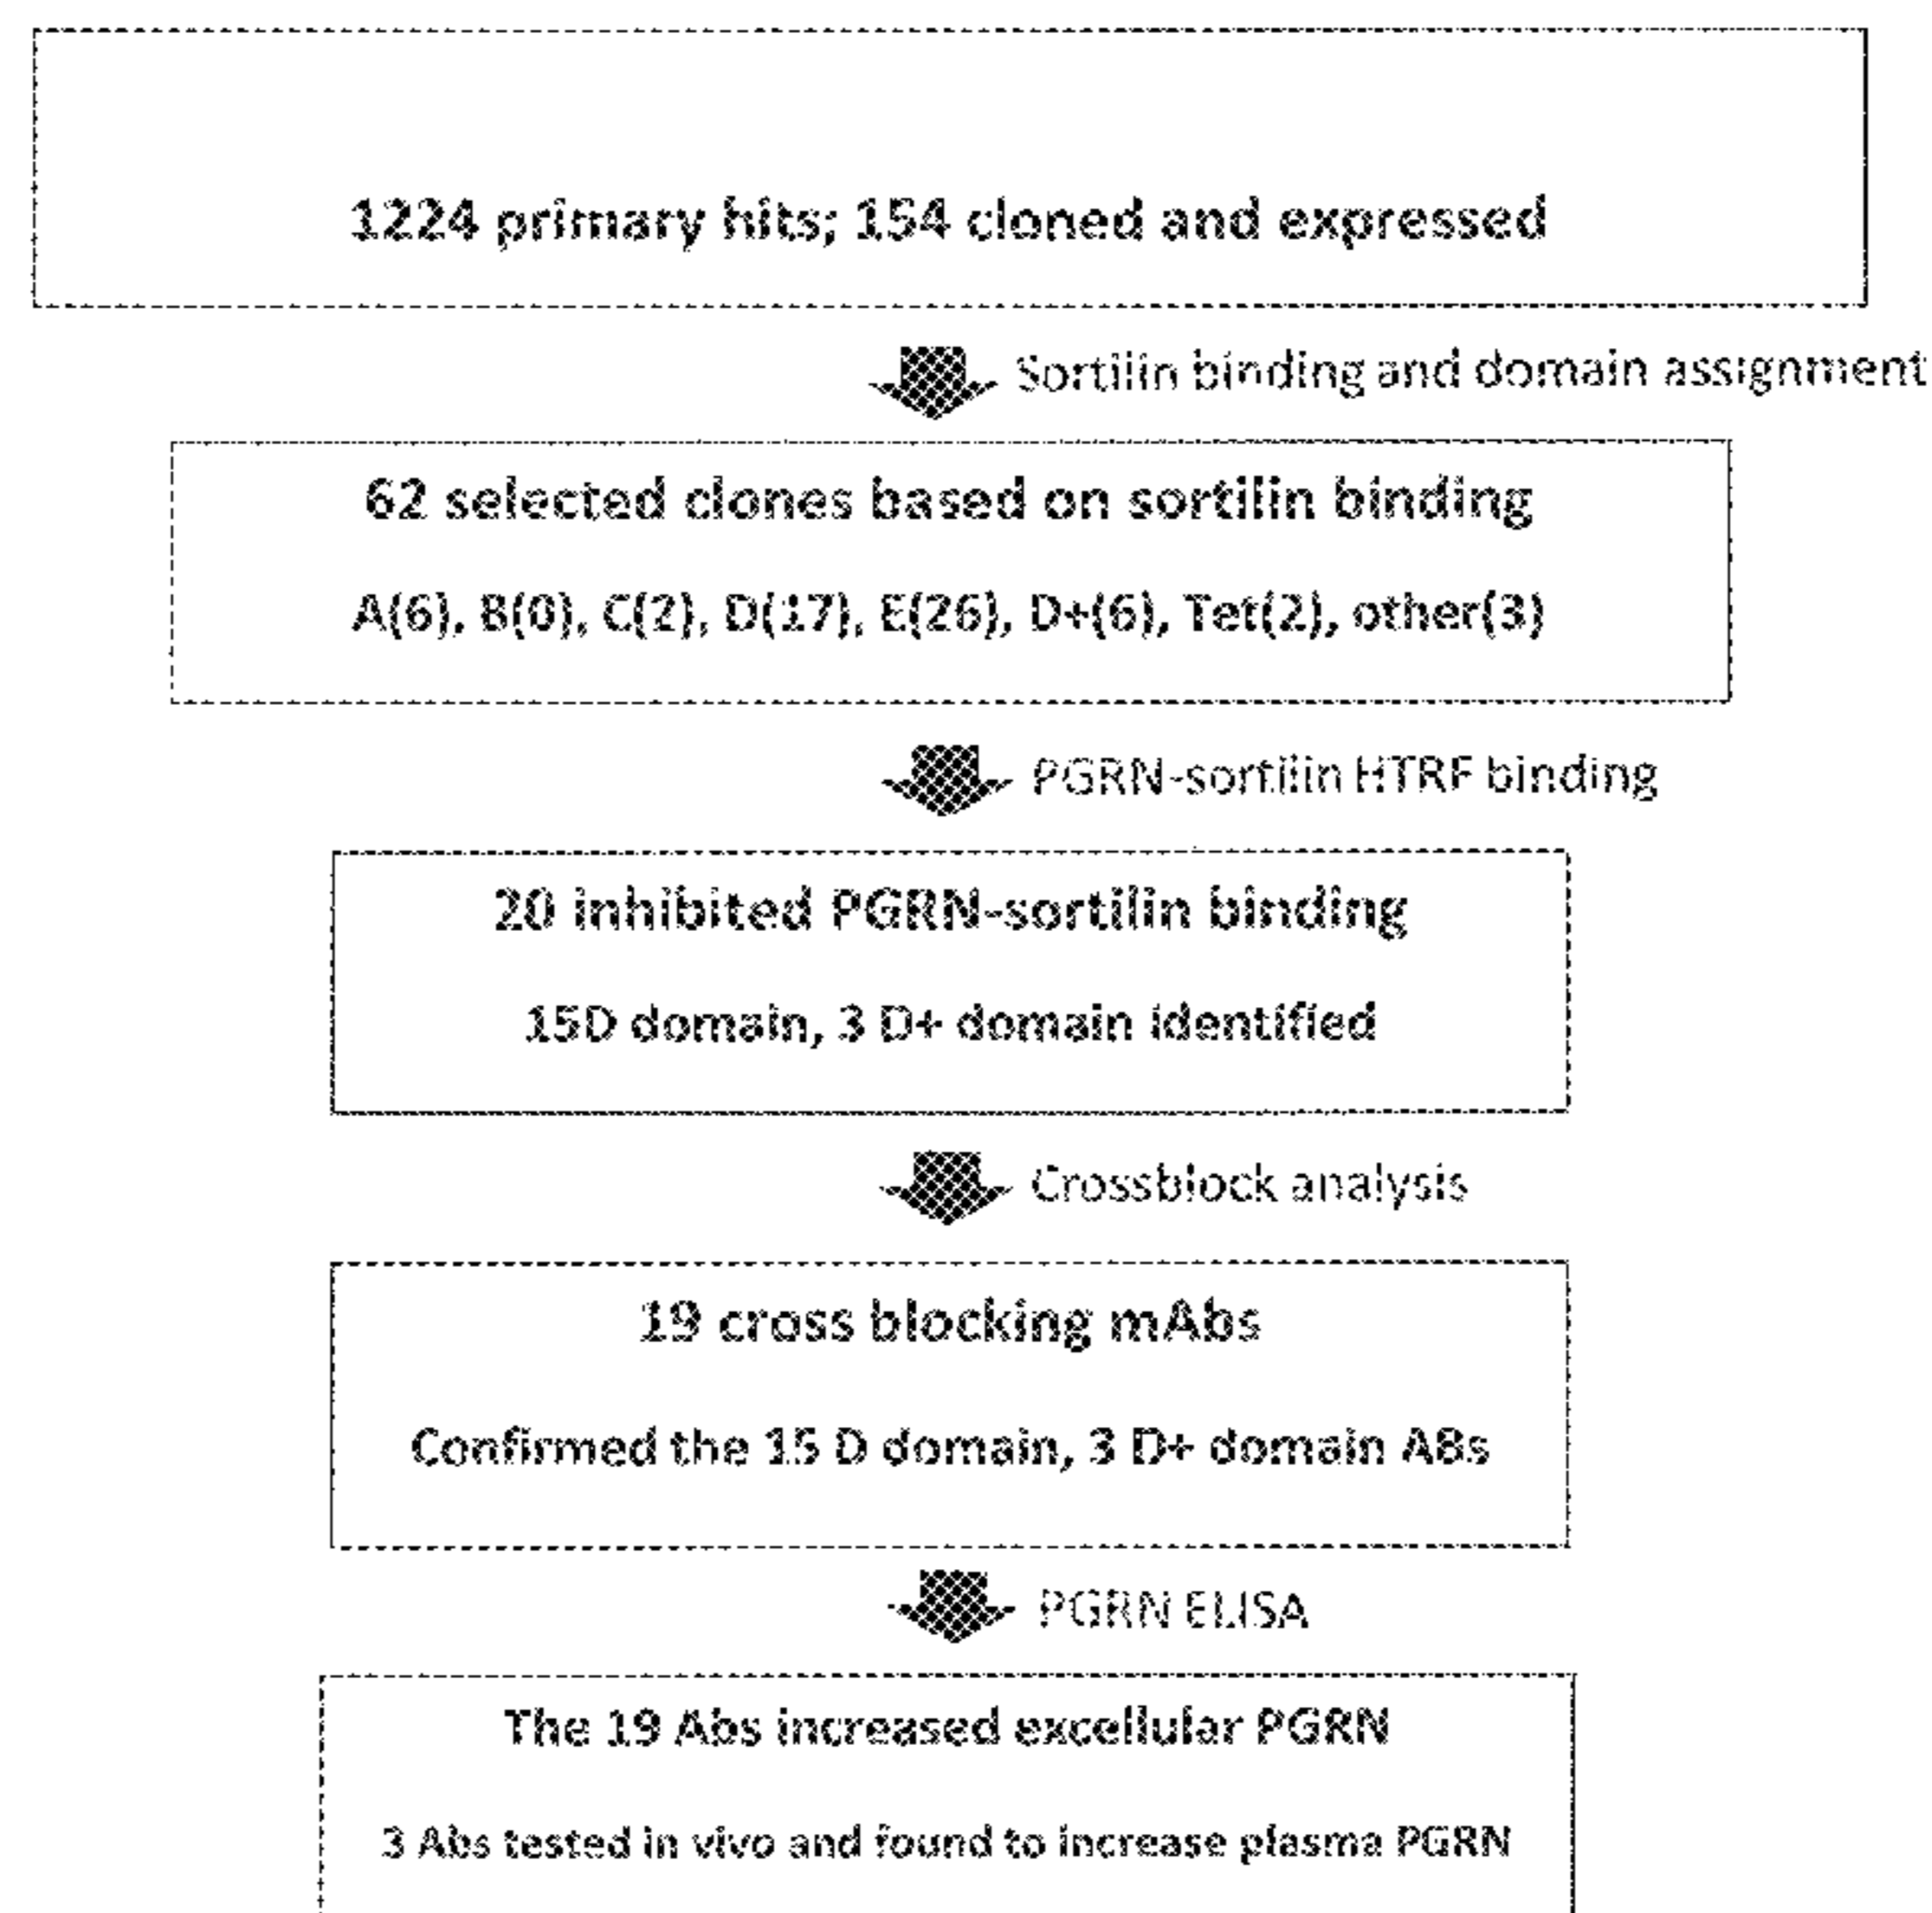 1224 primary hits; 154 cloned and expressed
Sortilin binding and domain assignment
62 selected clones based on sortilin binding
A(6), B(0), C(2), D(17), E(26), D+(6), Tet(2), other(3)
PGRN-sortilin HTRF binding
20 inhibited PGRN-sortilin binding
15D domain, 3 D+ domain identified
Crossblock analysis
19 cross blocking mAbs
Confirmed the 15 D domain, 3 D+ domain ABs
PGRN ELISA
The 19 Abs increased excellular PGRN
3 Abs tested in vivo and found to increase plasma PGRN